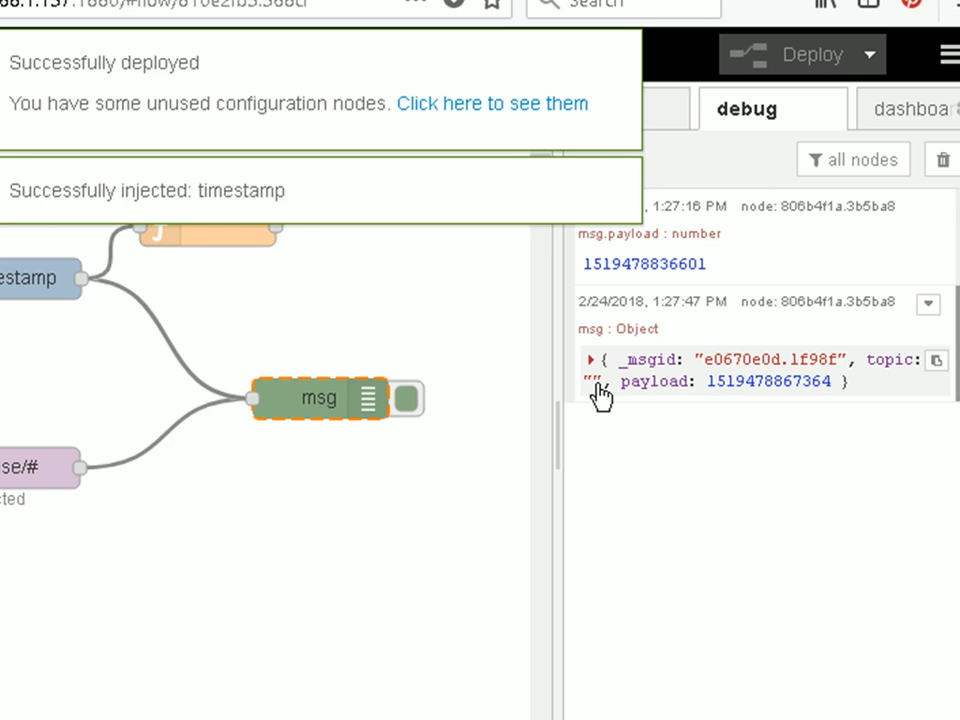 Search
Successfully deployed
Deploy
You have some unused configuration nodes. Click here to see them
debug
all nodes
Successfully injected: timestamp
, 1:27:16 PM node: 806b4f1a.3b5ba8
msg.payload : number
1519478836601
estamp
2/24/2018, 1:27:47 PM node: 806b4f1a.3b5ba8
msg : Object
{ _msgid: "e0670e0d.1f98f", topic:
"", payload: 1519478867364 }
msg
se/#
cted